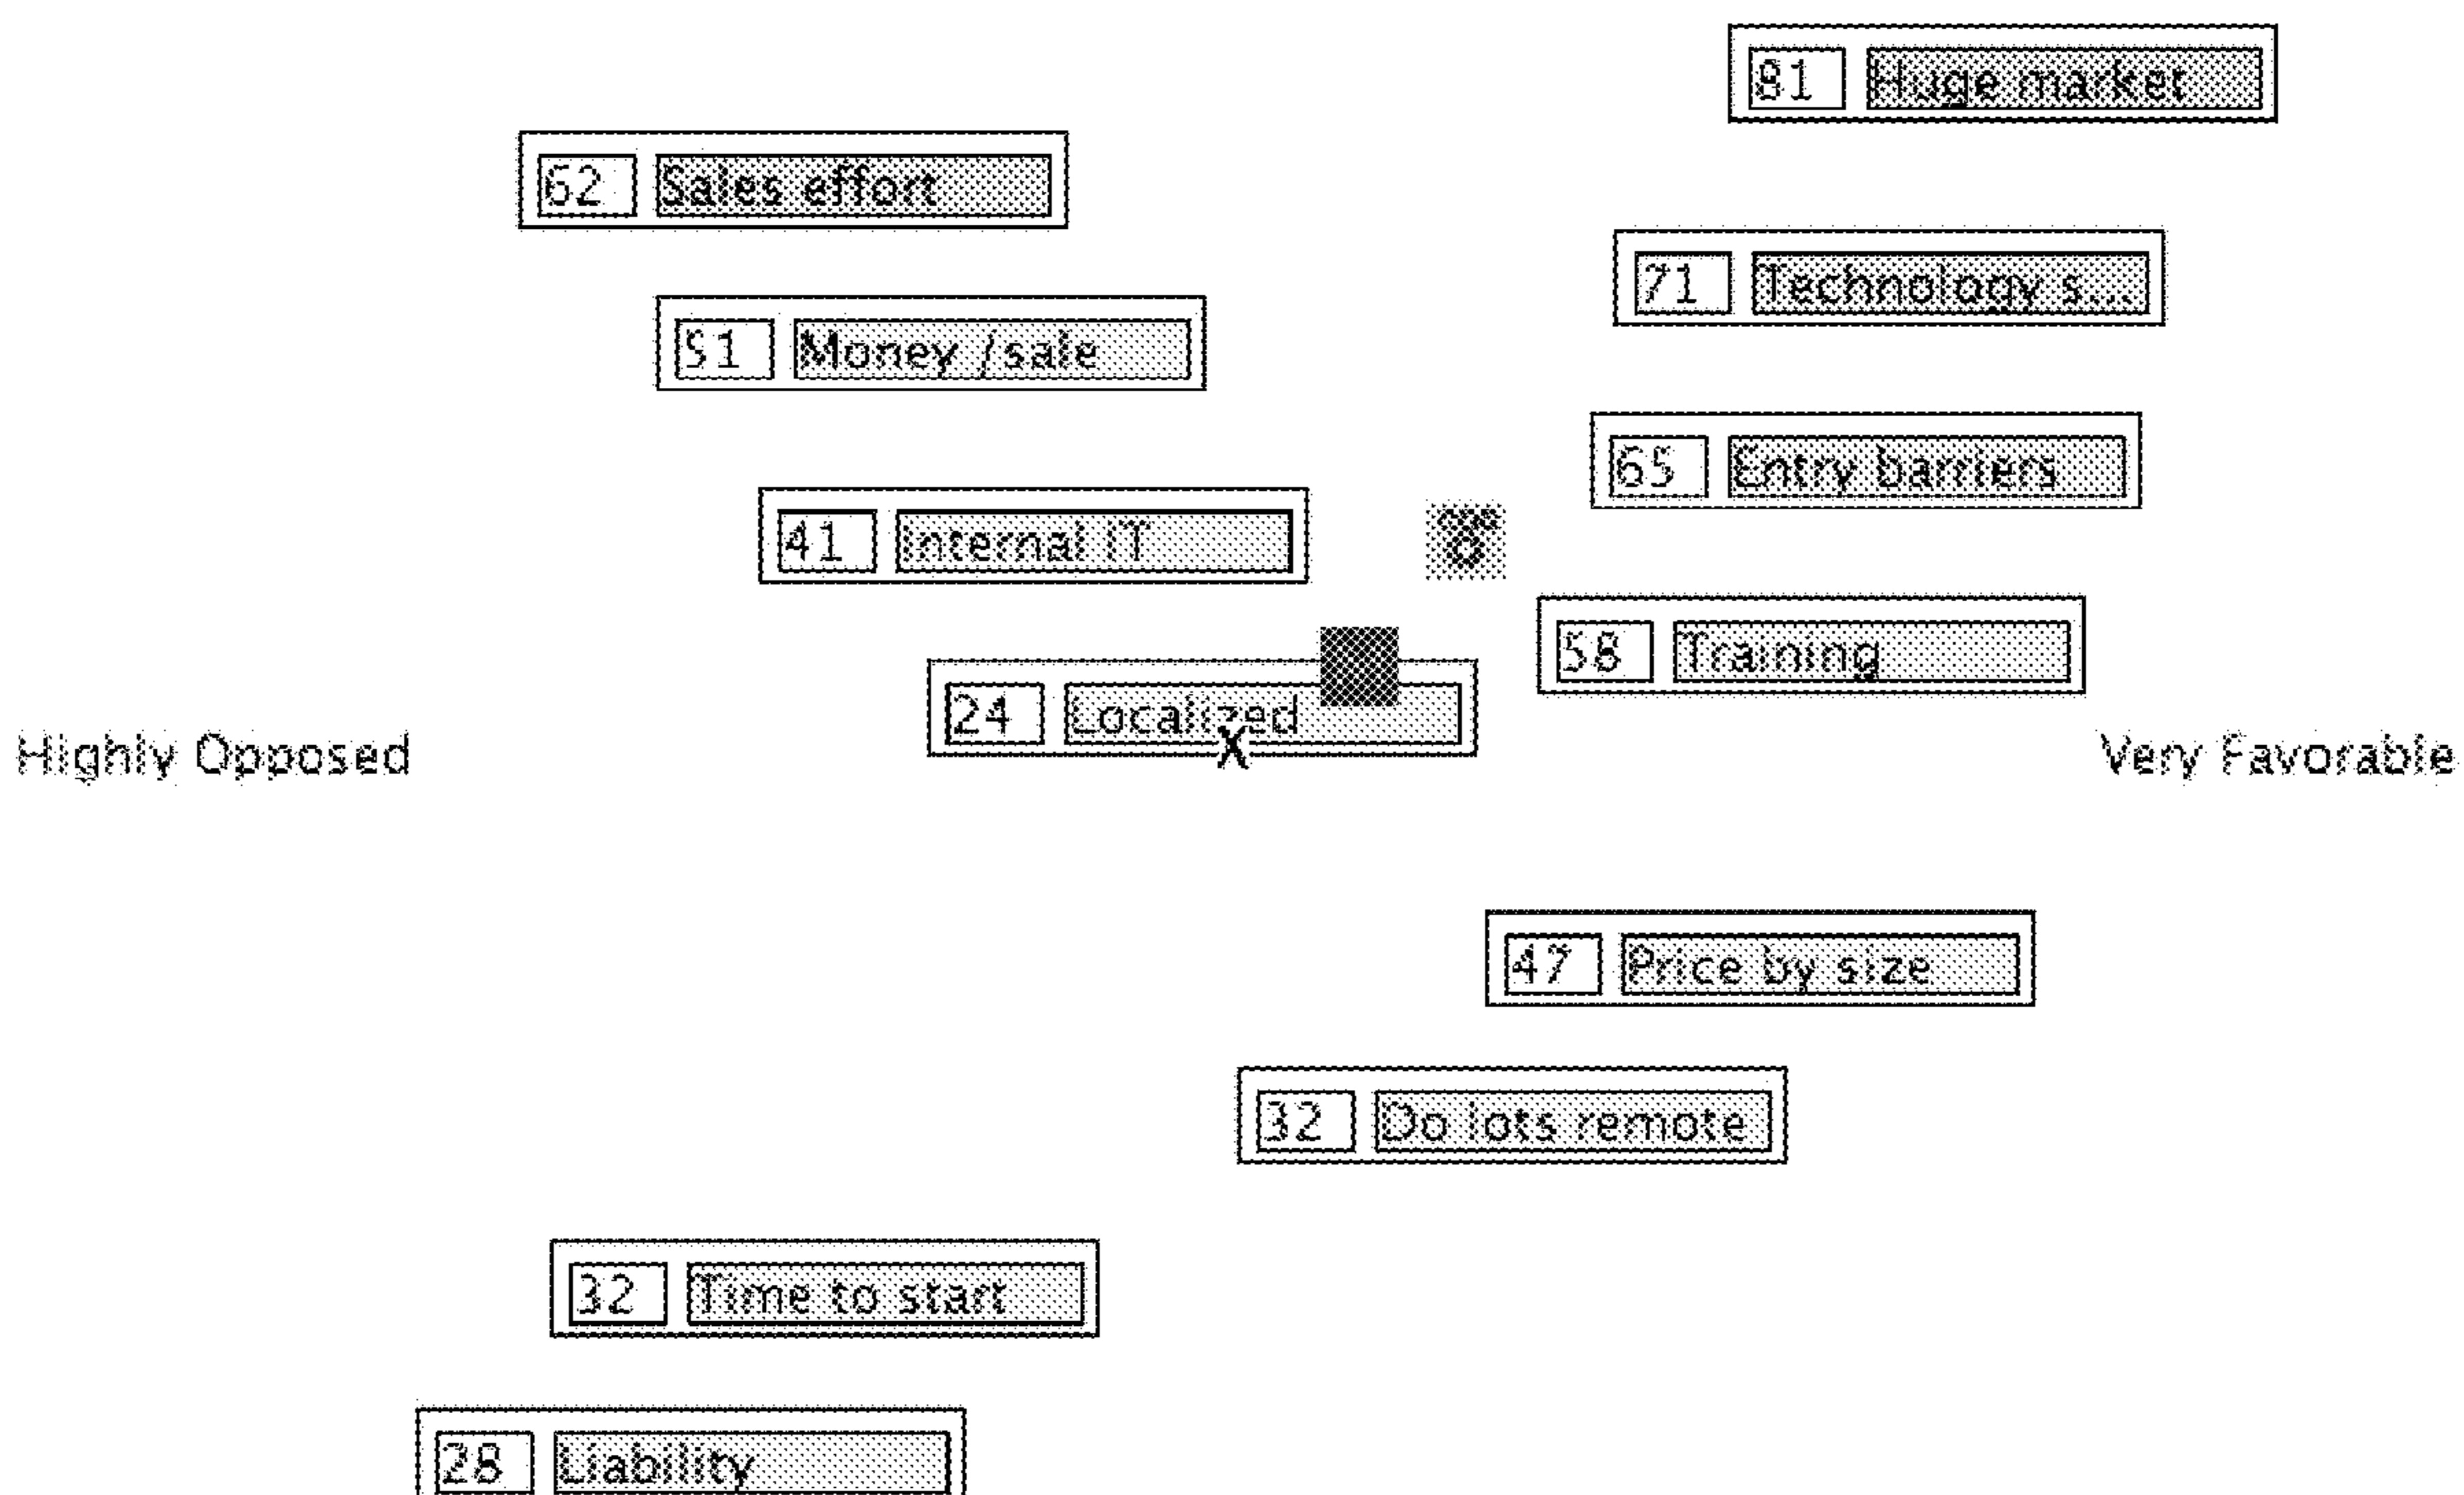 81 Huge market
62 Sales effort
71 Technology s...
51 Money /sale
65 Entry barriers
41 Internal IT
58 Training
24 Localized
X
Highly Opposed
Very Favorable
47 Price by size
32 Do lots remote
32 Time to start
28 Liability